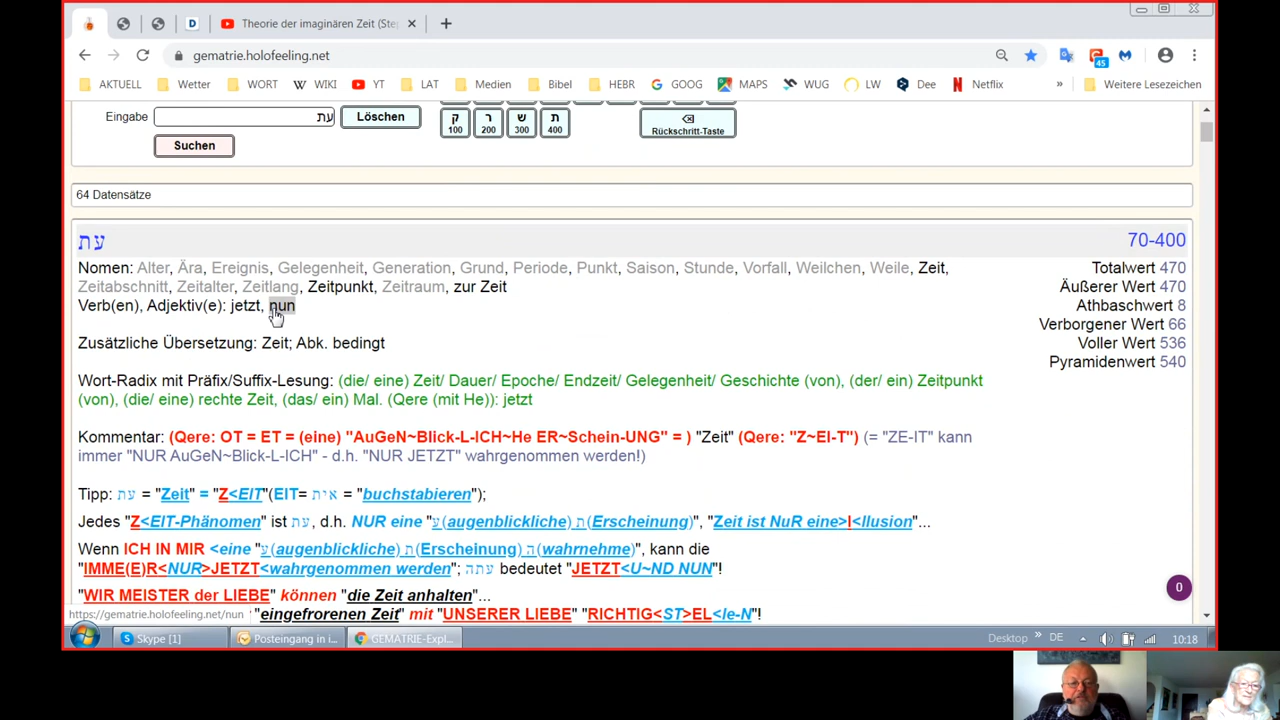 Theorie der imaginären Zeit (Ste
gematrie.holofeeling.net
45
AKTUELL Wetter WORT WIKI YT LAT Medien Bibel HEBR GOOG MAPS WUG LW Dee Netflix » Weitere Lesezeichen
Eingabe עת Löschen ק 100 ר 200 ש 300 ת 400 Rückschritt-Taste
Suchen
64 Datensätze
עת 70-400
Nomen: Alter, Ära, Ereignis, Gelegenheit, Generation, Grund, Periode, Punkt, Saison, Stunde, Vorfall, Weilchen, Weile, Zeit, Totalwert 470
Zeitabschnitt, Zeitalter, Zeitlang, Zeitpunkt, Zeitraum, zur Zeit Äußerer Wert 470
Verb(en), Adjektiv(e): jetzt, nun Athbaschwert 8
Verborgener Wert 66
Zusätzliche Übersetzung: Zeit; Abk. bedingt Voller Wert 536
Pyramidenwert 540
Wort-Radix mit Präfix/Suffix-Lesung: (die/ eine) Zeit/ Dauer/ Epoche/ Endzeit/ Gelegenheit/ Geschichte (von), (der/ ein) Zeitpunkt
(von), (die/ eine) rechte Zeit, (das/ ein) Mal. (Qere (mit He)): jetzt
Kommentar: (Qere: OT = ET = (eine) "AuGeN~Blick-L-ICH~He ER~Schein-UNG" = ) "Zeit" (Qere: "Z~EI-T") (= "ZE-IT" kann
immer "NUR AuGeN~Blick-L-ICH" - d.h. "NUR JETZT" wahrgenommen werden!)
Tipp: עת = "Zeit" = "Z<EIT"(EIT= אית = "buchstabieren");
Jedes "Z<EIT-Phänomen" ist עת, d.h. NUR eine "ע(augenblickliche) ת(Erscheinung)", "Zeit ist NuR eine>I<llusion"...
Wenn ICH IN MIR <eine "ע(augenblickliche) ת(Erscheinung) ה(wahrnehme)", kann die
"IMME(E)R<NUR>JETZT<wahrgenommen werden"; עתה bedeutet "JETZT<U~ND NUN"!
"WIR MEISTER der LIEBE" können "die Zeit anhalten"...
https://gematrie.holofeeling.net/nun "eingefrorenen Zeit" mit "UNSERER LIEBE" "RICHTIG<ST>EL<le-N"!
0
Skype [1] Posteingang in i... GEMATRIE-Expl... Desktop » DE 10:18